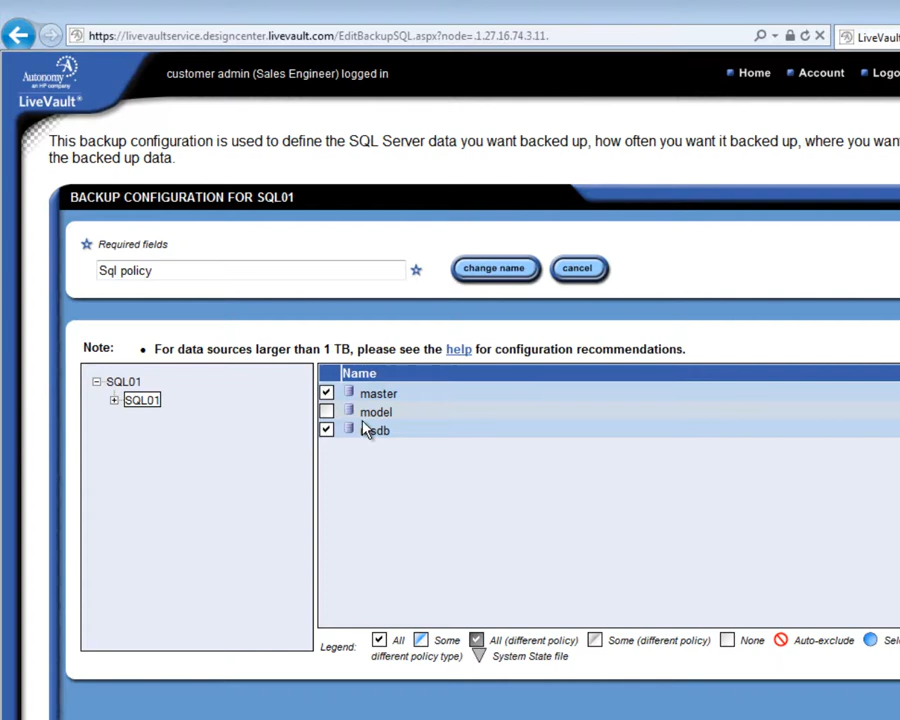 https://livevaultservice.designcenter.livevault.com/EditBackupSQL.aspx?node=.1.27.16.74.3.11.
LiveVaul
Autonomy
an HP company
LiveVault
customer admin (Sales Engineer) logged in
Home
Account
Logo
This backup configuration is used to define the SQL Server data you want backed up, how often you want it backed up, where you wan
the backed up data.
BACKUP CONFIGURATION FOR SQL01
Required fields
Sql policy
change name
cancel
Note:
• For data sources larger than 1 TB, please see the help for configuration recommendations.
SQL01
SQL01
Name
master
model
sdb
Legend:
All
Some
All (different policy)
Some (different policy)
None
Auto-exclude
Sel
different policy type)
System State file